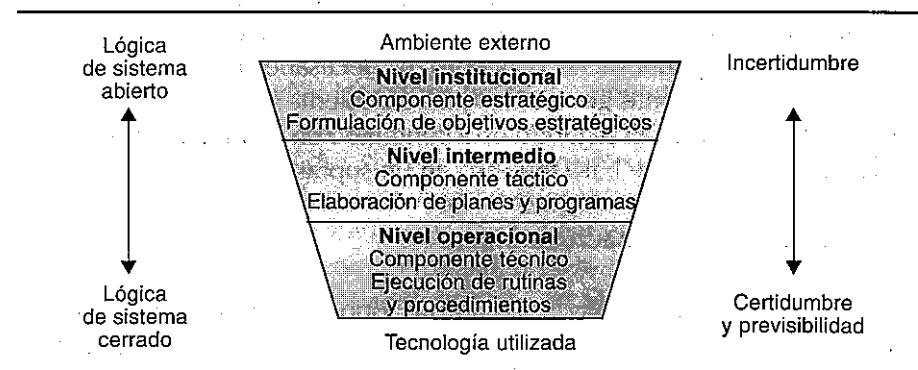 Lógica
de sistema
abierto
Ambiente externo
Incertidumbre
Nivel institucional
Componente estratégico
Formulación de objetivos estratégicos
Nivel intermedio
Componente táctico
Elaboración de planes y programas
Nivel operacional
Componente técnico
Ejecución de rutinas
y procedimientos
Lógica
de sistema
cerrado
Tecnología utilizada
Certidumbre
y previsibilidad